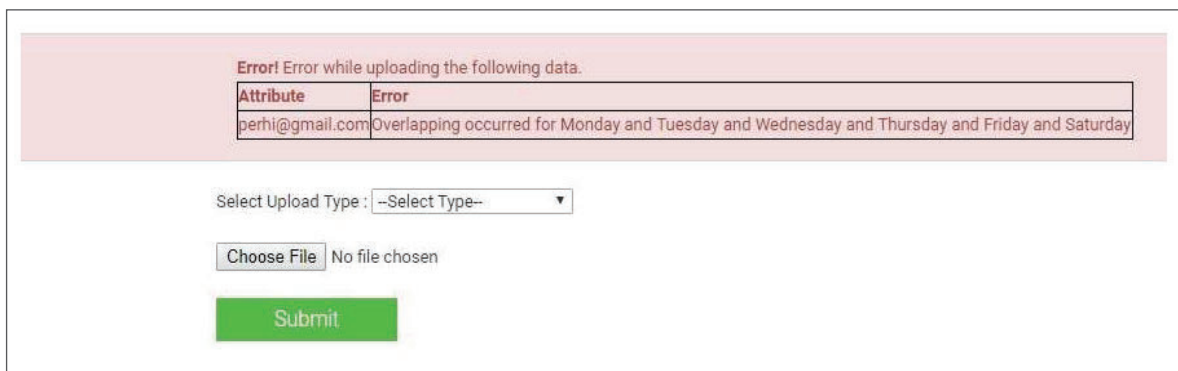 Error! Error while uploading the following data.
Attribute Error
perhi@gmail.com Overlapping occurred for Monday and Tuesday and Wednesday and Thursday and Friday and Saturday
Select Upload Type : --Select Type--
Choose File No file chosen
Submit